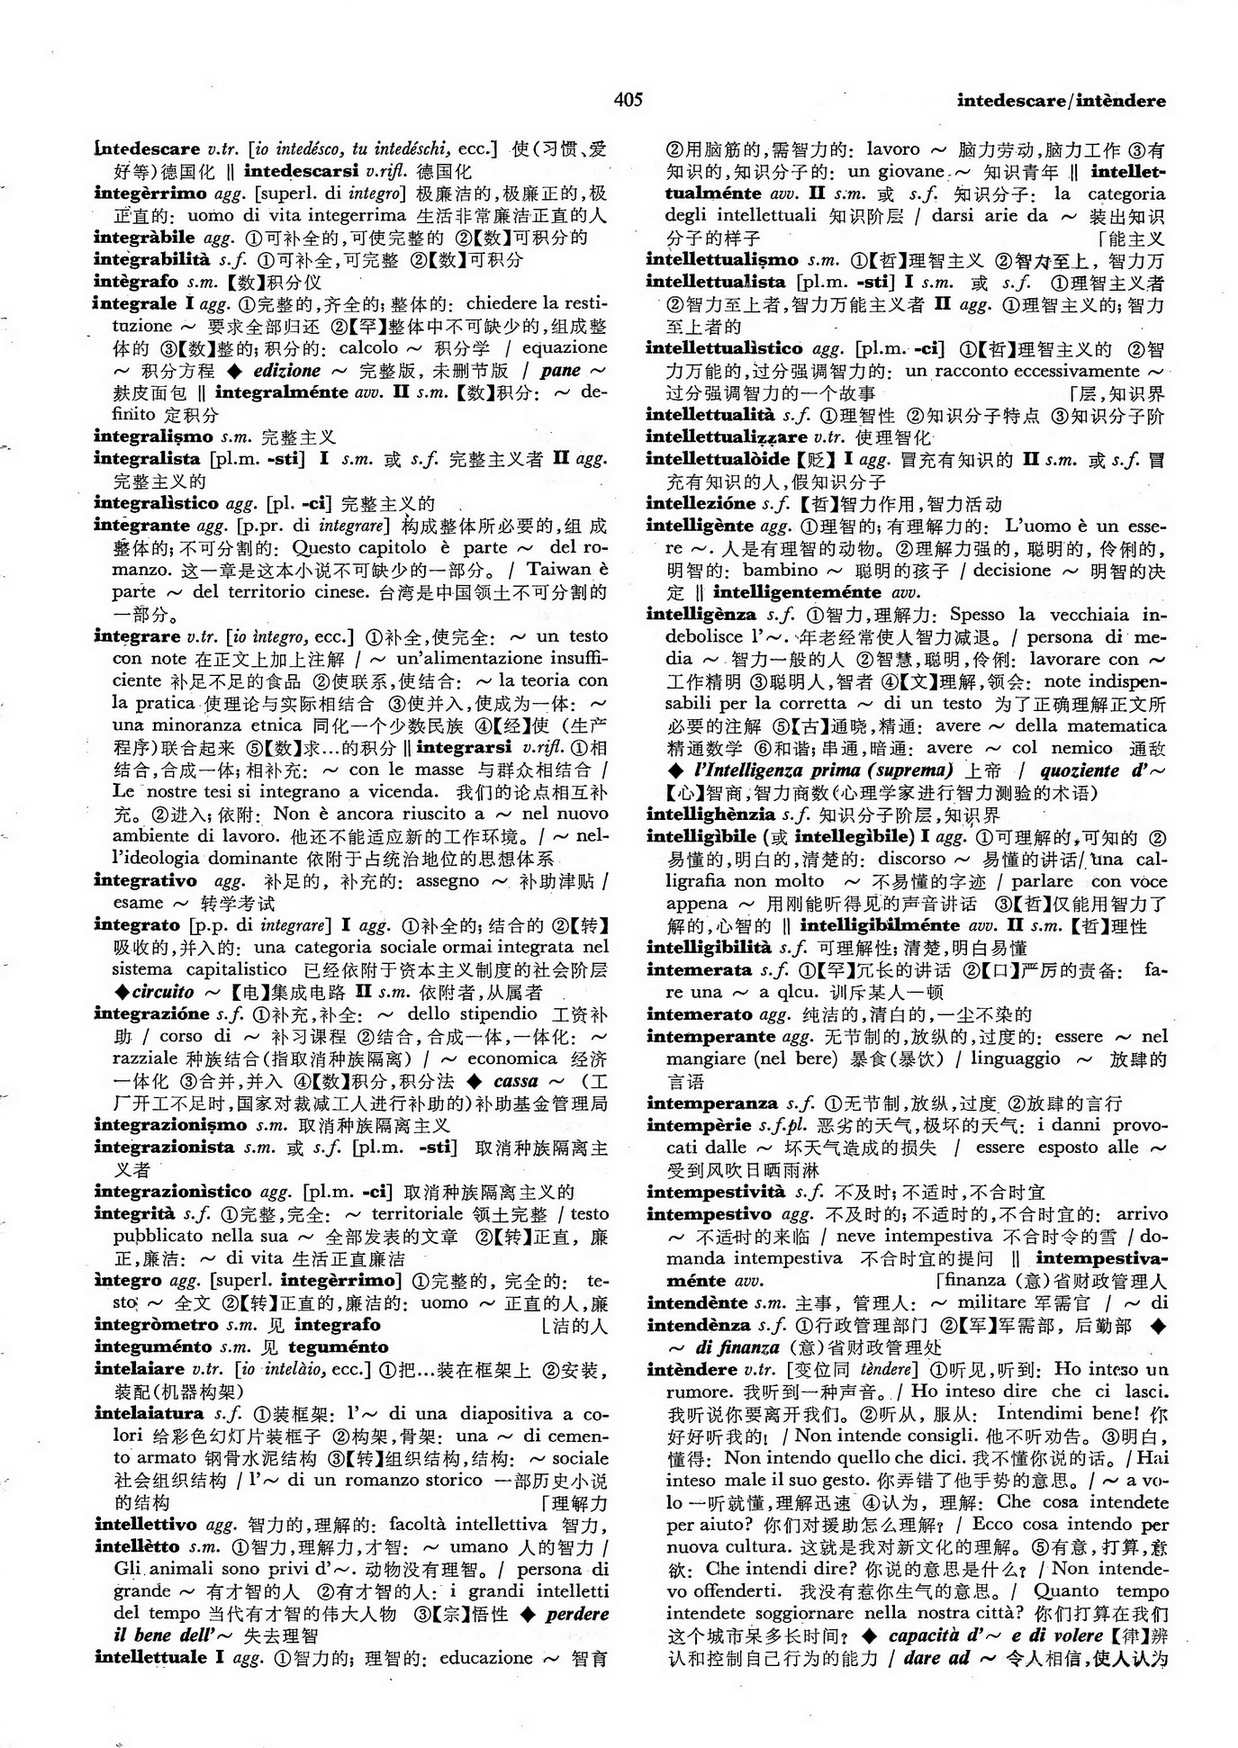 405
intedescare/intèndere
intedescare v.tr. [io intedésco, tu intedéschi, ecc.] 使(习惯、爱
好等)德国化 ‖ intedescarsi v.rifl. 德国化
integèrrimo agg. [superl. di integro] 极廉洁的,极廉正的,极
正直的: uomo di vita integerrima 生活非常廉洁正直的人
integràbile agg. ①可补全的,可使完整的 ②【数】可积分的
integrabilità s.f. ①可补全,可完整 ②【数】可积分
intègrafo s.m.【数】积分仪
integrale I agg. ①完整的,齐全的; 整体的: chiedere la resti-
tuzione ～ 要求全部归还 ②【罕】整体中不可缺少的,组成整
体的 ③【数】整的; 积分的: calcolo ～ 积分学 / equazione
～ 积分方程 ◆ edizione ～ 完整版, 未删节版 / pane ～
麸皮面包 ‖ integralménte avv. II s.m.【数】积分: ～ de-
finito 定积分
integralismo s.m. 完整主义
integralista [pl.m. -sti] I s.m. 或 s.f. 完整主义者 II agg.
完整主义的
integralìstico agg. [pl. -ci] 完整主义的
integrante agg. [p.pr. di integrare] 构成整体所必要的,组 成
整体的; 不可分割的: Questo capitolo è parte ～ del ro-
manzo. 这一章是这本小说不可缺少的一部分。/ Taiwan è
parte ～ del territorio cinese. 台湾是中国领土不可分割的
一部分。
integrare v.tr. [io ìntegro, ecc.] ①补全,使完全: ～ un testo
con note 在正文上加上注解 / ～ un'alimentazione insuffi-
ciente 补足不足的食品 ②使联系,使结合: ～ la teoria con
la pratica 使理论与实际相结合 ③使并入,使成为一体: ～
una minoranza etnica 同化一个少数民族 ④【经】使 (生产
程序)联合起来 ⑤【数】求…的积分 ‖ integrarsi v.rifl. ①相
结合,合成一体; 相补充: ～ con le masse 与群众相结合 /
Le nostre tesi si integrano a vicenda. 我们的论点相互补
充。②进入; 依附: Non è ancora riuscito a ～ nel nuovo
ambiente di lavoro. 他还不能适应新的工作环境。/ ～ nel-
l'ideologia dominante 依附于占统治地位的思想体系
integrativo agg. 补足的, 补充的: assegno ～ 补助津贴 /
esame ～ 转学考试
integrato [p.p. di integrare] I agg. ①补全的; 结合的 ②【转】
吸收的,并入的: una categoria sociale ormai integrata nel
sistema capitalistico 已经依附于资本主义制度的社会阶层
◆circuito ～【电】集成电路 II s.m. 依附者,从属者
integrazióne s.f. ①补充,补全: ～ dello stipendio 工资补
助 / corso di ～ 补习课程 ②结合,合成一体,一体化: ～
razziale 种族结合(指取消种族隔离) / ～ economica 经济
一体化 ③合并,并入 ④【数】积分,积分法 ◆ cassa ～ (工
厂开工不足时,国家对裁减工人进行补助的)补助基金管理局
integrazionismo s.m. 取消种族隔离主义
integrazionista s.m. 或 s.f. [pl.m. -sti] 取消种族隔离主
义者
integrazionìstico agg. [pl.m. -ci] 取消种族隔离主义的
integrità s.f. ①完整,完全: ～ territoriale 领土完整 / testo
pubblicato nella sua ～ 全部发表的文章 ②【转】正直, 廉
正,廉洁: ～ di vita 生活正直廉洁
ìntegro agg. [superl. integèrrimo] ①完整的, 完全的: te-
sto ～ 全文 ②【转】正直的,廉洁的: uomo ～ 正直的人,廉
integròmetro s.m. 见 integrafo ⌊洁的人
integuménto s.m. 见 teguménto
intelaiare v.tr. [io intelàio, ecc.] ①把…装在框架上 ②安装,
装配(机器构架)
intelaiatura s.f. ①装框架: l'～ di una diapositiva a co-
lori 给彩色幻灯片装框子 ②构架,骨架: una ～ di cemen-
to armato 钢骨水泥结构 ③【转】组织结构,结构: ～ sociale
社会组织结构 / l'～ di un romanzo storico 一部历史小说
的结构 ⌈理解力
intellettivo agg. 智力的,理解的: facoltà intellettiva 智力,
intellètto s.m. ①智力,理解力,才智: ～ umano 人的智力 /
Gli animali sono privi d'～. 动物没有理智。/ persona di
grande ～ 有才智的人 ②有才智的人: i grandi intelletti
del tempo 当代有才智的伟大人物 ③【宗】悟性 ◆ perdere
il bene dell'～ 失去理智
intellettuale I agg. ①智力的; 理智的: educazione ～ 智育
②用脑筋的,需智力的: lavoro ～ 脑力劳动,脑力工作 ③有
知识的,知识分子的: un giovane ～ 知识青年 ‖ intellet-
tualménte avv. II s.m. 或 s.f. 知识分子: la categoria
degli intellettuali 知识阶层 / darsi arie da ～ 装出知识
分子的样子 ⌈能主义
intellettualismo s.m. ①【哲】理智主义 ②智力至上, 智力万
intellettualista [pl.m. -sti] I s.m. 或 s.f. ①理智主义者
②智力至上者,智力万能主义者 II agg. ①理智主义的; 智力
至上者的
intellettualìstico agg. [pl.m. -ci] ①【哲】理智主义的 ②智
力万能的,过分强调智力的: un racconto eccessivamente ～
过分强调智力的一个故事 ⌈层,知识界
intellettualità s.f. ①理智性 ②知识分子特点 ③知识分子阶
intellettualizzare v.tr. 使理智化
intellettualòide【贬】I agg. 冒充有知识的 II s.m. 或 s.f. 冒
充有知识的人,假知识分子
intellezióne s.f.【哲】智力作用,智力活动
intelligènte agg. ①理智的; 有理解力的: L'uomo è un esse-
re ～. 人是有理智的动物。②理解力强的, 聪明的, 伶俐的,
明智的: bambino ～ 聪明的孩子 / decisione ～ 明智的决
定 ‖ intelligenteménte avv.
intelligènza s.f. ①智力,理解力: Spesso la vecchiaia in-
debolisce l'～. 年老经常使人智力减退。/ persona di me-
dia ～ 智力一般的人 ②智慧,聪明,伶俐: lavorare con ～
工作精明 ③聪明人,智者 ④【文】理解,领会: note indispen-
sabili per la corretta ～ di un testo 为了正确理解正文所
必要的注解 ⑤【古】通晓,精通: avere ～ della matematica
精通数学 ⑥和谐; 串通,暗通: avere ～ col nemico 通敌
◆ l'Intelligenza prima (suprema) 上帝 / quoziente d'～
【心】智商,智力商数(心理学家进行智力测验的术语)
intellighènzia s.f. 知识分子阶层,知识界
intelligìbile (或 intellegìbile) I agg. ①可理解的,可知的 ②
易懂的,明白的,清楚的: discorso ～ 易懂的讲话/ una cal-
ligrafia non molto ～ 不易懂的字迹 / parlare con voce
appena ～ 用刚能听得见的声音讲话 ③【哲】仅能用智力了
解的,心智的 ‖ intelligibilménte avv. II s.m.【哲】理性
intelligibilità s.f. 可理解性; 清楚,明白易懂
intemerata s.f. ①【罕】冗长的讲话 ②【口】严厉的责备: fa-
re una ～ a qlcu. 训斥某人一顿
intemerato agg. 纯洁的,清白的,一尘不染的
intemperante agg. 无节制的,放纵的,过度的: essere ～ nel
mangiare (nel bere) 暴食(暴饮) / linguaggio ～ 放肆的
言语
intemperanza s.f. ①无节制,放纵,过度 ②放肆的言行
intempèrie s.f.pl. 恶劣的天气,极坏的天气: i danni provo-
cati dalle ～ 坏天气造成的损失 / essere esposto alle ～
受到风吹日晒雨淋
intempestività s.f. 不及时; 不适时,不合时宜
intempestivo agg. 不及时的; 不适时的,不合时宜的: arrivo
～ 不适时的来临 / neve intempestiva 不合时令的雪 / do-
manda intempestiva 不合时宜的提问 ‖ intempestiva-
ménte avv. ⌈finanza (意)省财政管理人
intendènte s.m. 主事, 管理人: ～ militare 军需官 / ～ di
intendènza s.f. ①行政管理部门 ②【军】军需部, 后勤部 ◆
～ di finanza (意)省财政管理处
intèndere v.tr. [变位同 tèndere] ①听见,听到: Ho inteso un
rumore. 我听到一种声音。/ Ho inteso dire che ci lasci.
我听说你要离开我们。②听从, 服从: Intendimi bene! 你
好好听我的! / Non intende consigli. 他不听劝告。③明白,
懂得: Non intendo quello che dici. 我不懂你说的话。/ Hai
inteso male il suo gesto. 你弄错了他手势的意思。/ ～ a vo-
lo 一听就懂,理解迅速 ④认为, 理解: Che cosa intendete
per aiuto? 你们对援助怎么理解? / Ecco cosa intendo per
nuova cultura. 这就是我对新文化的理解。⑤有意,打算,意
欲: Che intendi dire? 你说的意思是什么? / Non intende-
vo offenderti. 我没有惹你生气的意思。/ Quanto tempo
intendete soggiornare nella nostra città? 你们打算在我们
这个城市呆多长时间? ◆ capacità d'～ e di volere【律】辨
认和控制自己行为的能力 / dare ad ～ 令人相信,使人认为